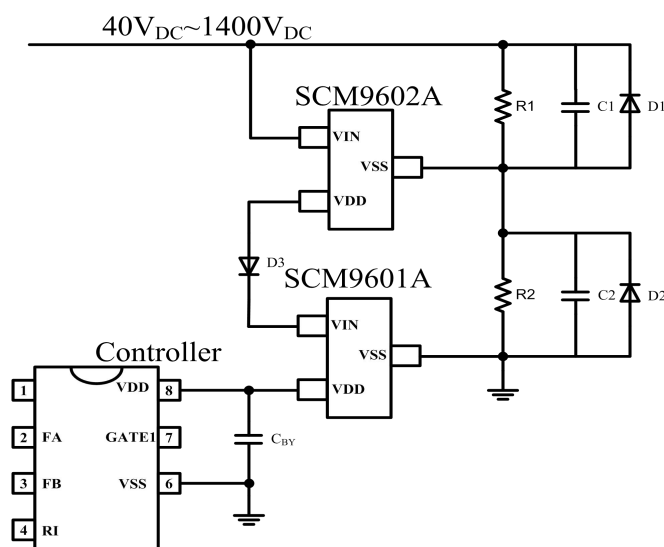 40VDC~1400VDC
SCM9602A
VIN
VSS
VDD
R1
C1
D1
D3
SCM9601A
VIN
VSS
VDD
R2
C2
D2
Controller
1
VDD
8
2
FA
GATE1
7
3
FB
VSS
6
4
RI
CBY